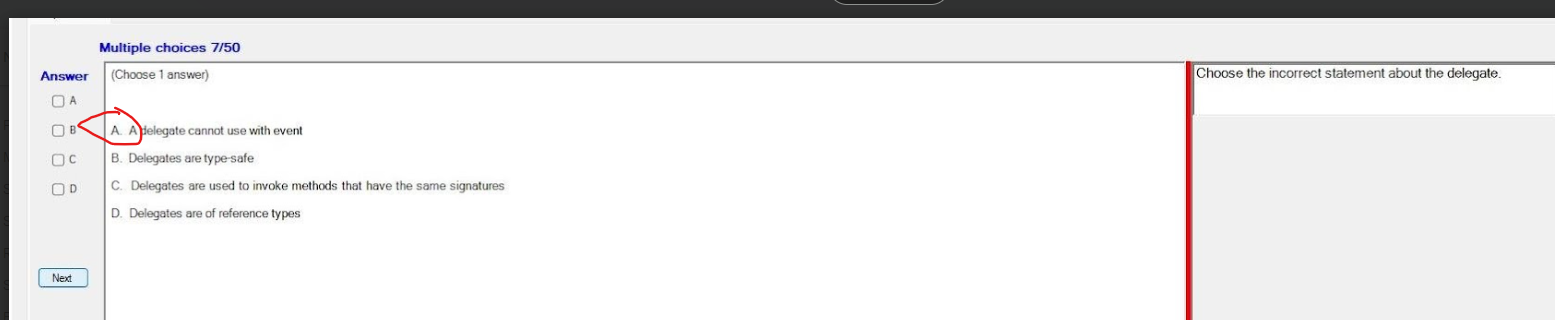 Multiple choices 7/50
Answer
A
B
C
D
Next
(Choose 1 answer)
A. A delegate cannot use with event
B. Delegates are type-safe
C. Delegates are used to invoke methods that have the same signatures
D. Delegates are of reference types
Choose the incorrect statement about the delegate.